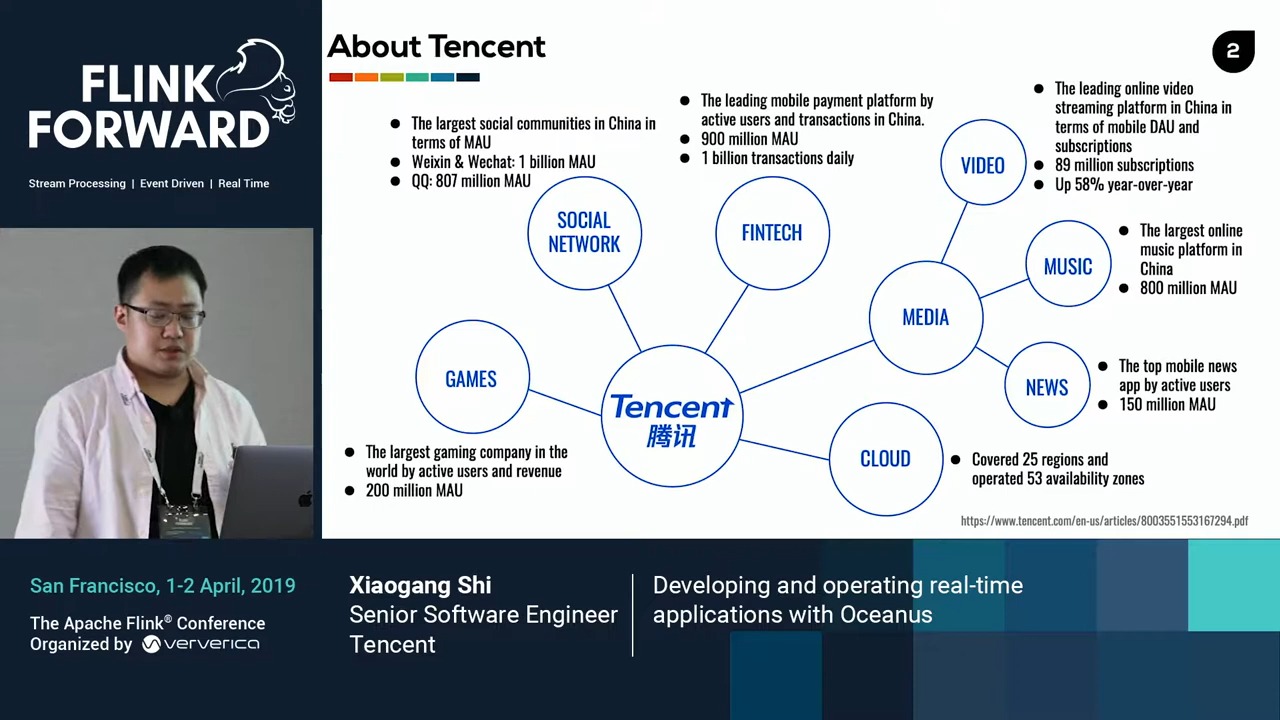 FLINK
FORWARD
Stream Processing | Event Driven | Real Time
About Tencent
2
The largest social communities in China in
terms of MAU
Weixin & Wechat: 1 billion MAU
QQ: 807 million MAU
The leading mobile payment platform by
active users and transactions in China.
900 million MAU
1 billion transactions daily
The leading online video
streaming platform in China in
terms of mobile DAU and
subscriptions
89 million subscriptions
Up 58% year-over-year
VIDEO
SOCIAL
NETWORK
FINTECH
MUSIC
The largest online
music platform in
China
800 million MAU
MEDIA
GAMES
NEWS
The top mobile news
app by active users
150 million MAU
Tencent
腾讯
CLOUD
Covered 25 regions and
operated 53 availability zones
The largest gaming company in the
world by active users and revenue
200 million MAU
https://www.tencent.com/en-us/articles/8003551553167294.pdf
San Francisco, 1-2 April, 2019
The Apache Flink® Conference
Organized by ververica
Xiaogang Shi
Senior Software Engineer
Tencent
Developing and operating real-time
applications with Oceanus